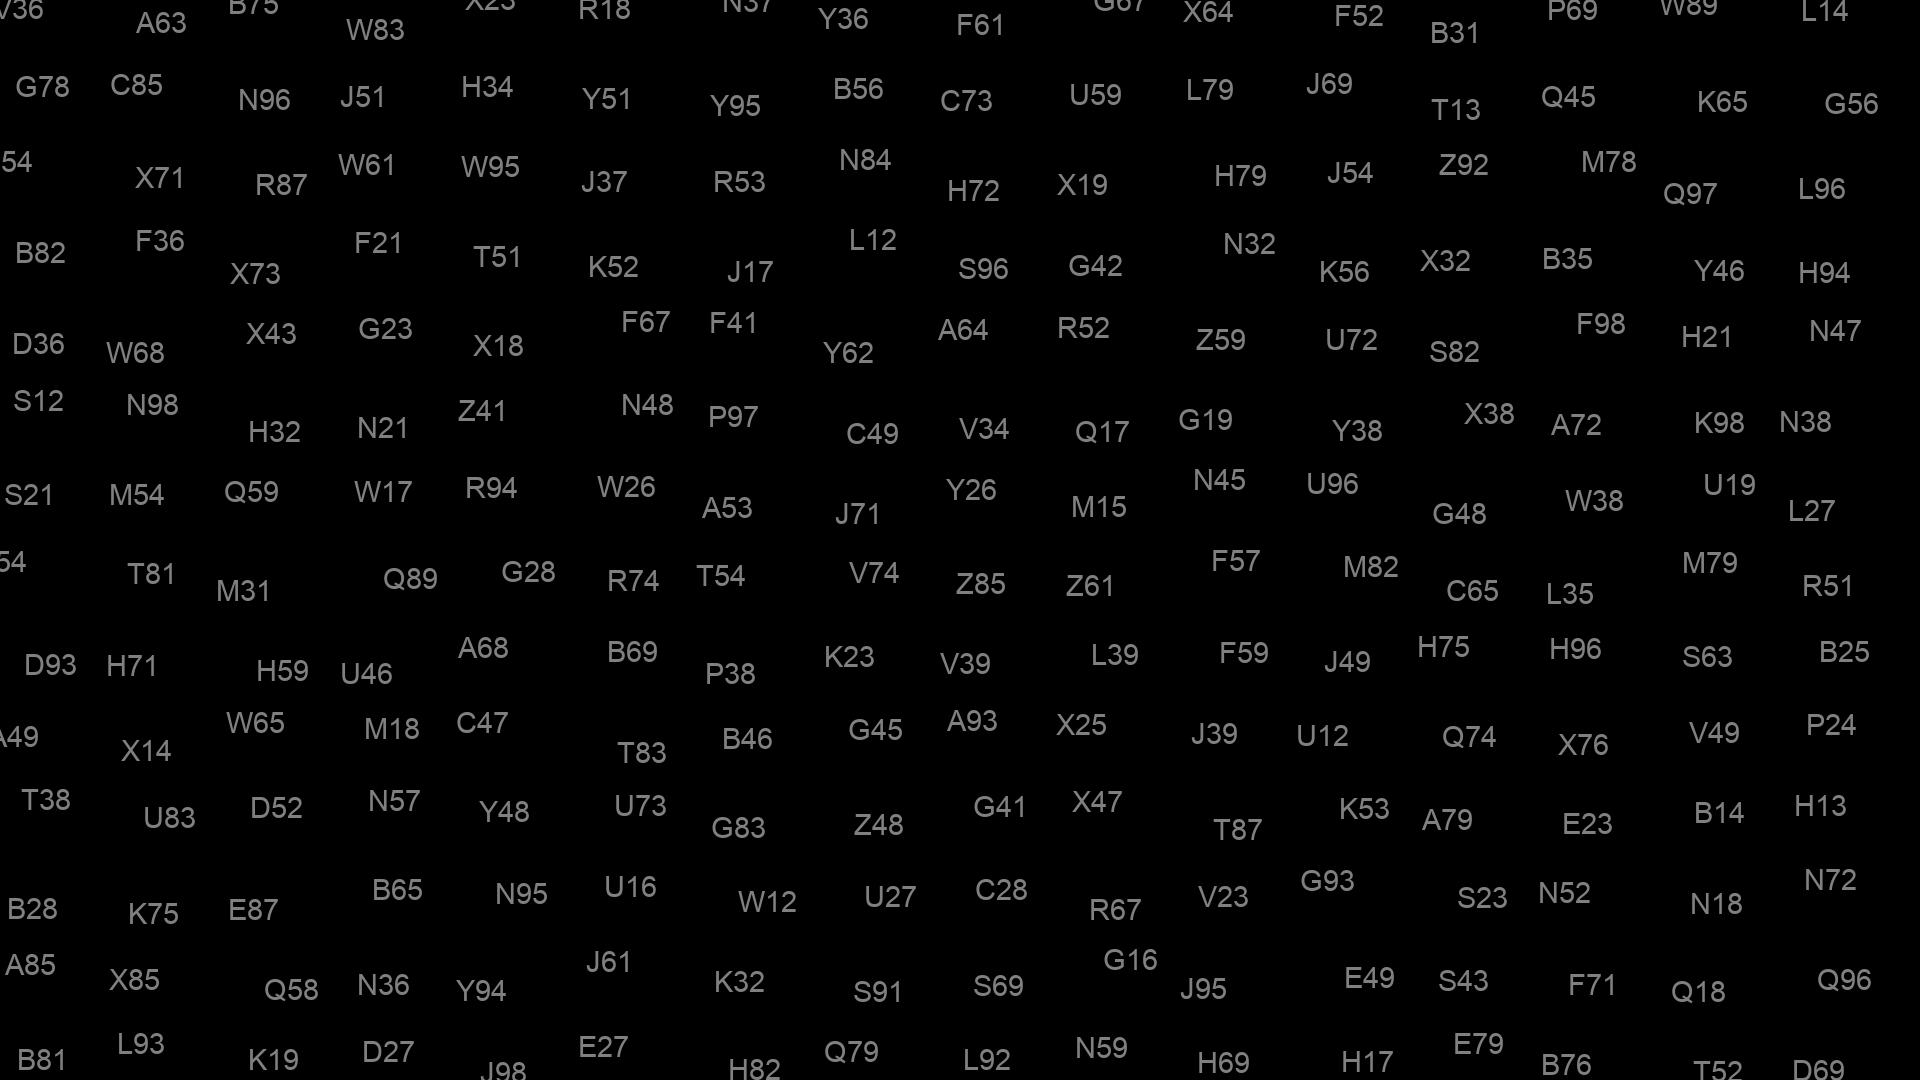 V36 A63 B75 W83 X23 R18 N37 Y36 F61 G67 X64 F52 B31 P69 W89 L14
G78 C85 N96 J51 H34 Y51 Y95 B56 C73 U59 L79 J69 T13 Q45 K65 G56
54 X71 R87 W61 W95 J37 R53 N84 H72 X19 H79 J54 Z92 M78 Q97 L96
B82 F36 X73 F21 T51 K52 J17 L12 S96 G42 N32 K56 X32 B35 Y46 H94
D36 W68 X43 G23 X18 F67 F41 Y62 A64 R52 Z59 U72 S82 F98 H21 N47
S12 N98 H32 N21 Z41 N48 P97 C49 V34 Q17 G19 Y38 X38 A72 K98 N38
S21 M54 Q59 W17 R94 W26 A53 J71 Y26 M15 N45 U96 G48 W38 U19 L27
54 T81 M31 Q89 G28 R74 T54 V74 Z85 Z61 F57 M82 C65 L35 M79 R51
D93 H71 H59 U46 A68 B69 P38 K23 V39 L39 F59 J49 H75 H96 S63 B25
A49 X14 W65 M18 C47 T83 B46 G45 A93 X25 J39 U12 Q74 X76 V49 P24
T38 U83 D52 N57 Y48 U73 G83 Z48 G41 X47 T87 K53 A79 E23 B14 H13
B28 K75 E87 B65 N95 U16 W12 U27 C28 R67 V23 G93 S23 N52 N18 N72
A85 X85 Q58 N36 Y94 J61 K32 S91 S69 G16 J95 E49 S43 F71 Q18 Q96
B81 L93 K19 D27 J98 E27 H82 Q79 L92 N59 H69 H17 E79 B76 T52 D69